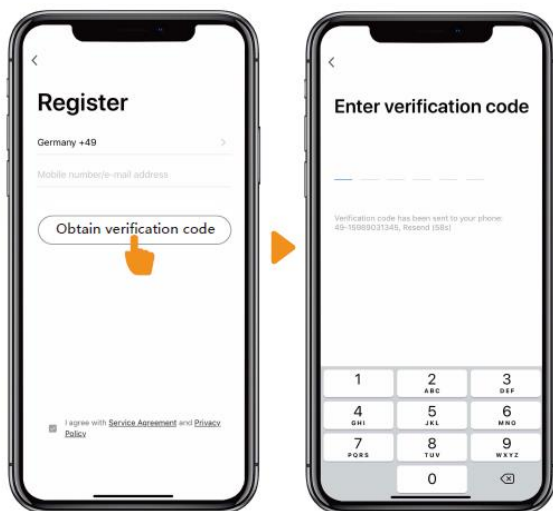 Register
Germany +49
Mobile number/e-mail address
Obtain verification code
I agree with Service Agreement and Privacy
Policy
Enter verification code
Verification code has been sent to your phone:
49-15989031345, Resend (58s)
1
2
ABC
3
DEF
4
GHI
5
JKL
6
MNO
7
PQRS
8
TUV
9
WXYZ
0